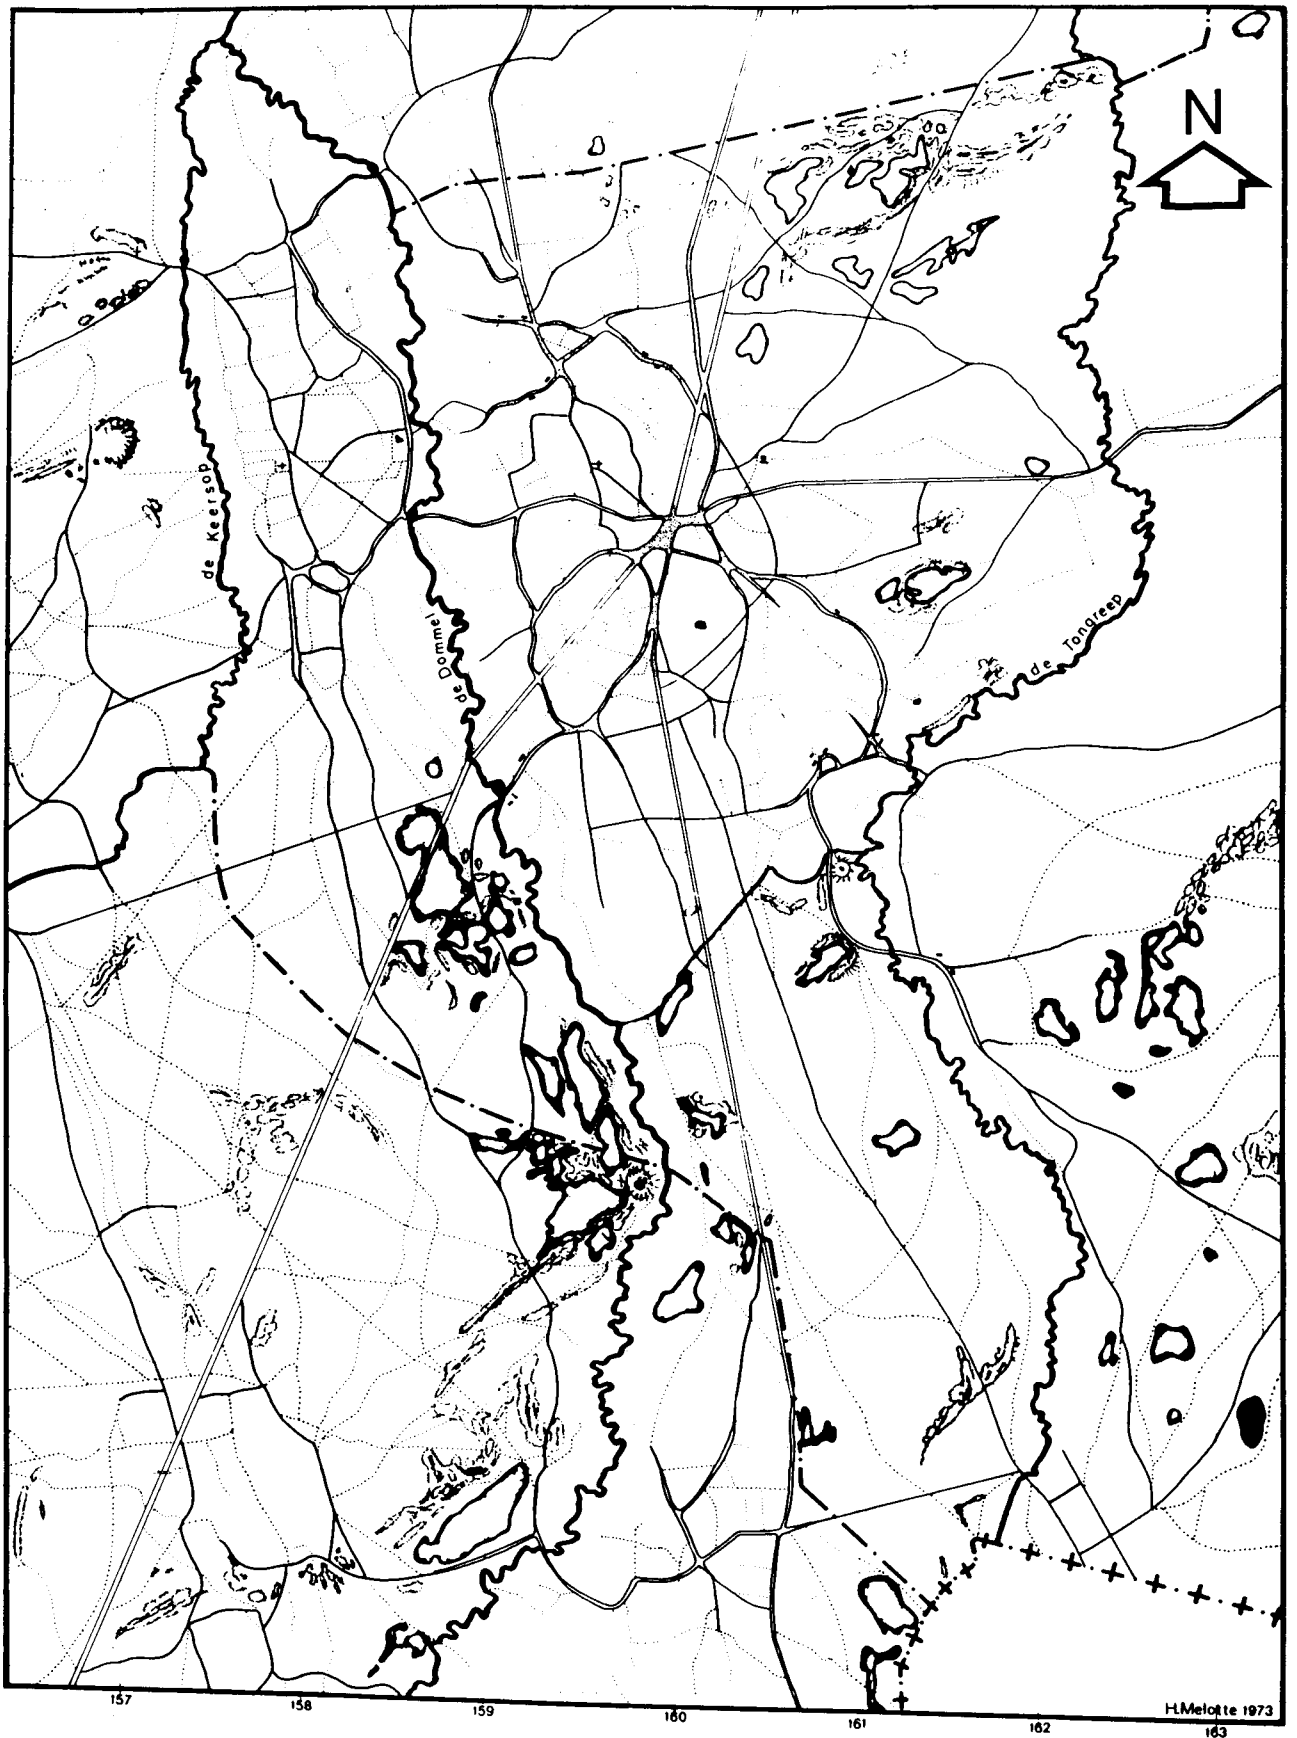 N
de Keersop
de Dommel
de Tongreep
H.Melotte 1973
157
158
159
160
161
162
163